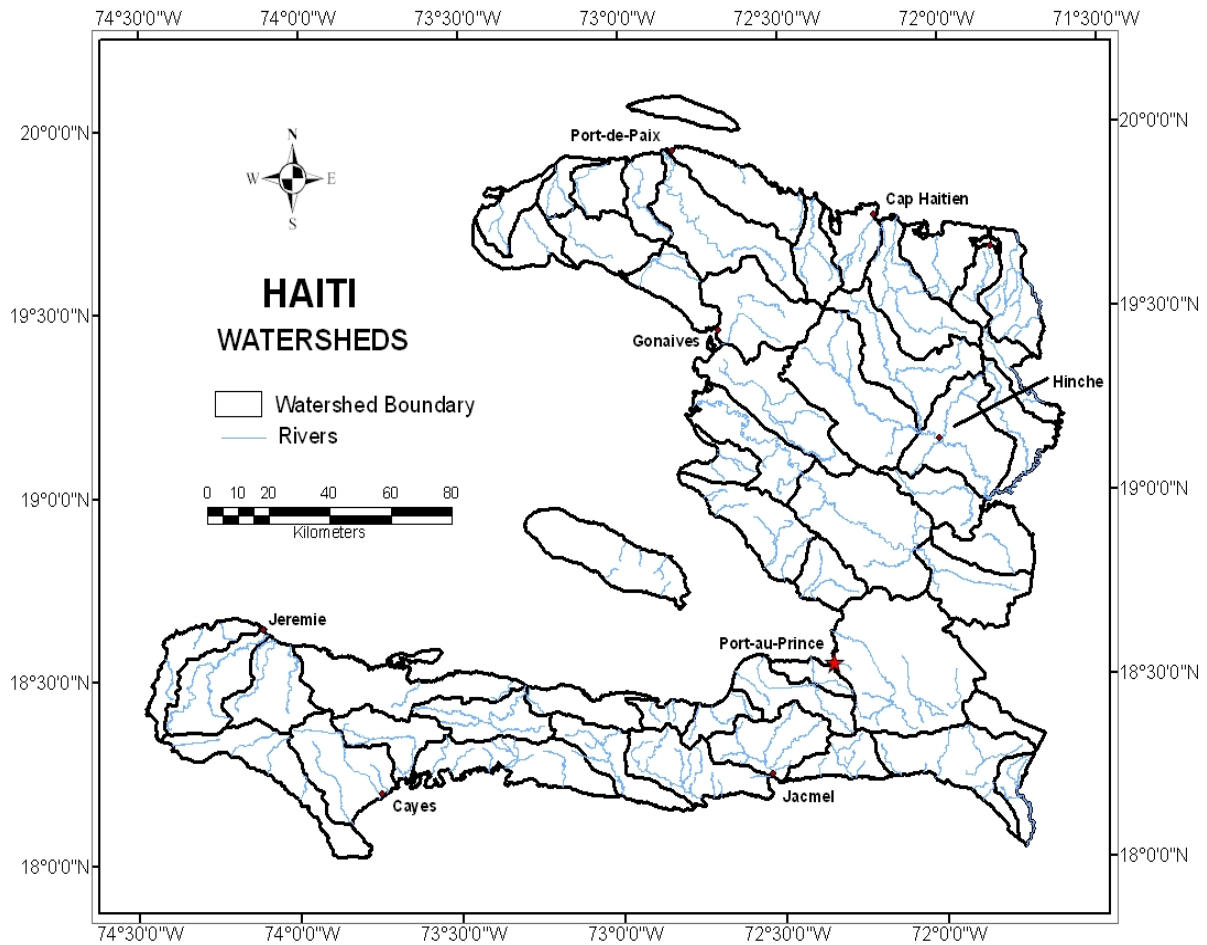 74°30'0"W 74°0'0"W 73°30'0"W 73°0'0"W 72°30'0"W 72°0'0"W 71°30'0"W
20°0'0"N 20°0'0"N
Port-de-Paix
N
W E
S
Cap Haitien
HAITI
WATERSHEDS
19°30'0"N 19°30'0"N
Gonaives
Hinche
Watershed Boundary
Rivers
0 10 20 40 60 80
Kilometers
19°0'0"N 19°0'0"N
Jeremie
Port-au-Prince
18°30'0"N 18°30'0"N
Cayes
Jacmel
18°0'0"N 18°0'0"N
74°30'0"W 74°0'0"W 73°30'0"W 73°0'0"W 72°30'0"W 72°0'0"W